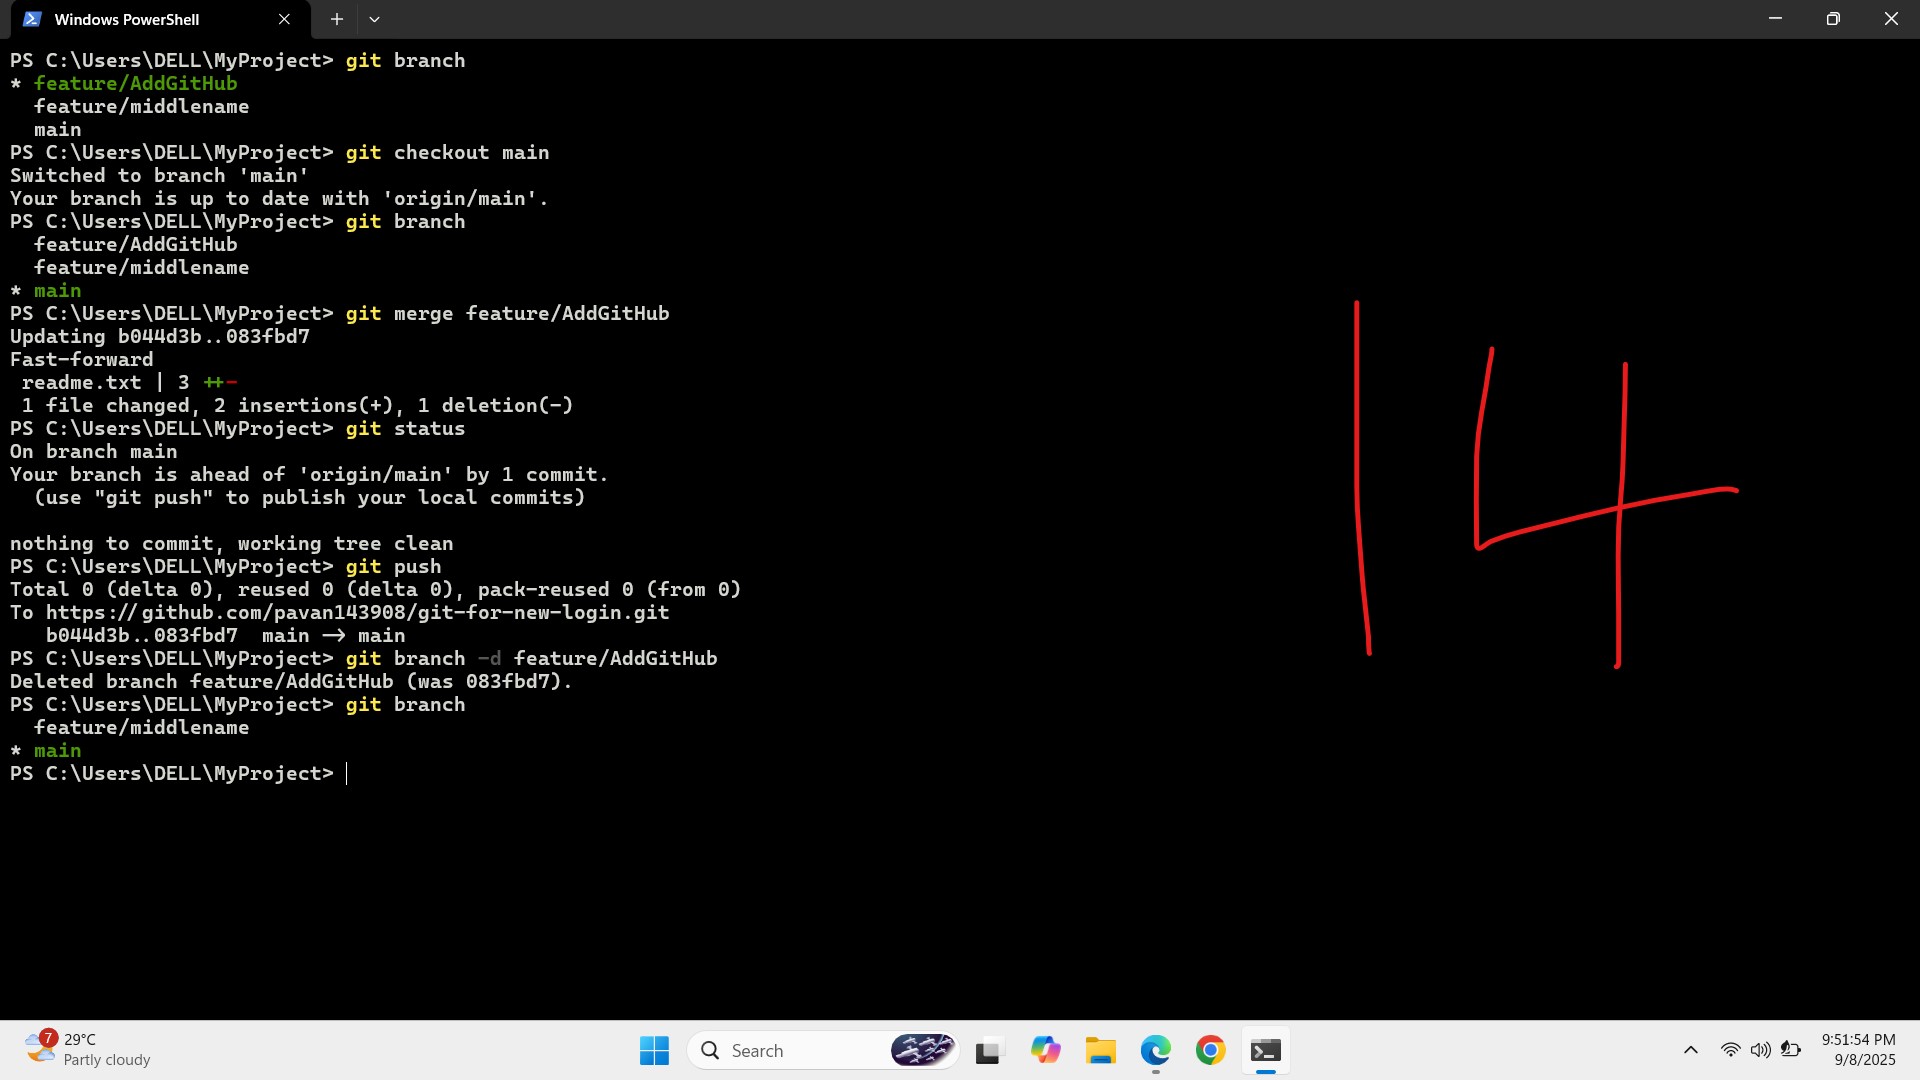 Windows PowerShell
PS C:\Users\DELL\MyProject> git branch
* feature/AddGitHub
  feature/middlename
  main
PS C:\Users\DELL\MyProject> git checkout main
Switched to branch 'main'
Your branch is up to date with 'origin/main'.
PS C:\Users\DELL\MyProject> git branch
  feature/AddGitHub
  feature/middlename
* main
PS C:\Users\DELL\MyProject> git merge feature/AddGitHub
Updating b044d3b..083fbd7
Fast-forward
 readme.txt | 3 ++-
 1 file changed, 2 insertions(+), 1 deletion(-)
PS C:\Users\DELL\MyProject> git status
On branch main
Your branch is ahead of 'origin/main' by 1 commit.
  (use "git push" to publish your local commits)

nothing to commit, working tree clean
PS C:\Users\DELL\MyProject> git push
Total 0 (delta 0), reused 0 (delta 0), pack-reused 0 (from 0)
To https://github.com/pavan143908/git-for-new-login.git
   b044d3b..083fbd7  main -> main
PS C:\Users\DELL\MyProject> git branch -d feature/AddGitHub
Deleted branch feature/AddGitHub (was 083fbd7).
PS C:\Users\DELL\MyProject> git branch
  feature/middlename
* main
PS C:\Users\DELL\MyProject>
14
7
29°C
Partly cloudy
Search
9:51:54 PM
9/8/2025